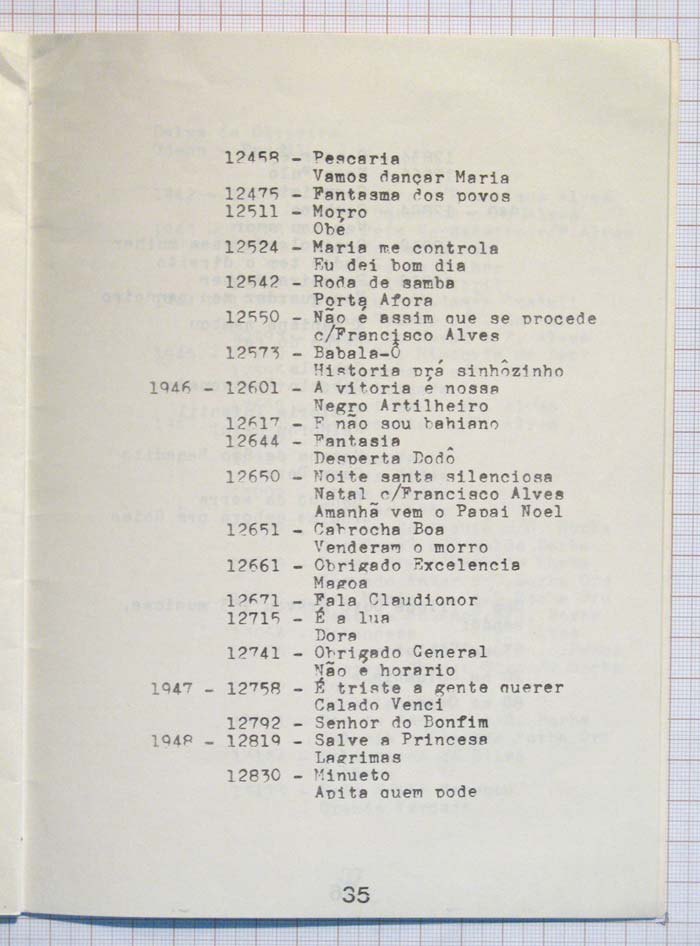 12458 - Pescaria
Vamos dançar Maria
12475 - Fantasma dos povos
12511 - Morro
Obé
12524 - Maria me controla
Eu dei bom dia
12542 - Roda de samba
Porta Afora
12550 - Não é assim que se procede
c/Francisco Alves
12573 - Babala-Ô
Historia prá sinhôzinho
1946 - 12601 - A vitoria é nossa
Negro Artilheiro
12617 - E não sou bahiano
12644 - Fantasia
Desperta Dodô
12650 - Noite santa silenciosa
Natal c/Francisco Alves
Amanhã vem o Papai Noel
12651 - Cabrocha Boa
Venderam o morro
12661 - Obrigado Excelencia
Magoa
12671 - Fala Claudionor
12715 - É a lua
Dora
12741 - Obrigado General
Não é horario
1947 - 12758 - É triste a gente querer
Calado Venci
12792 - Senhor do Bonfim
1948 - 12819 - Salve a Princesa
Lagrimas
12830 - Minueto
Apita quem pode
35